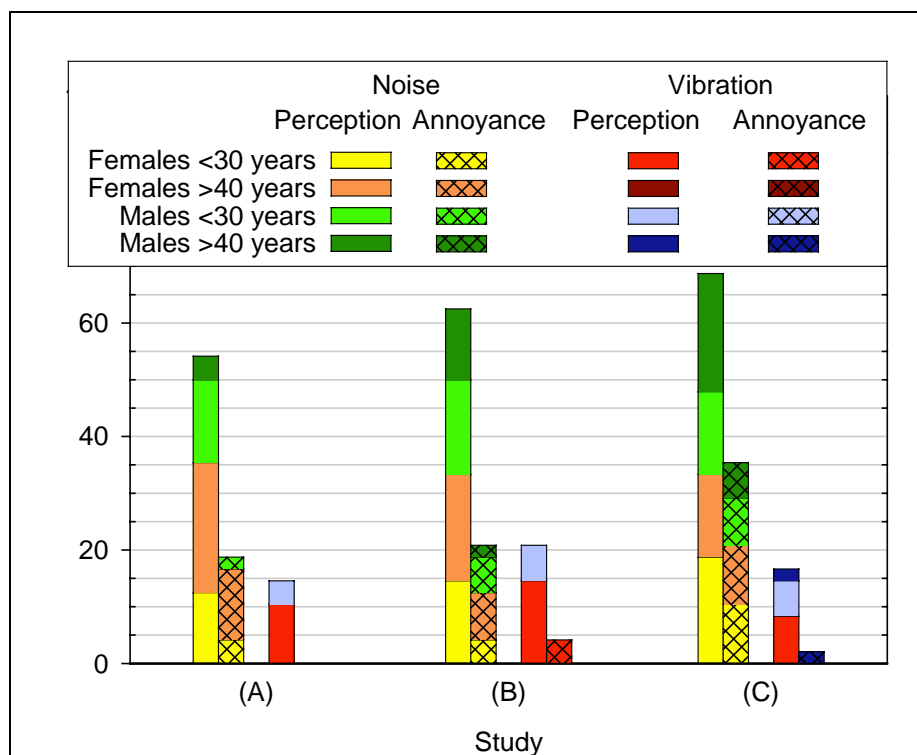 Noise Vibration
Perception Annoyance Perception Annoyance
Females <30 years
Females >40 years
Males <30 years
Males >40 years
60
40
20
0
(A) (B) (C)
Study